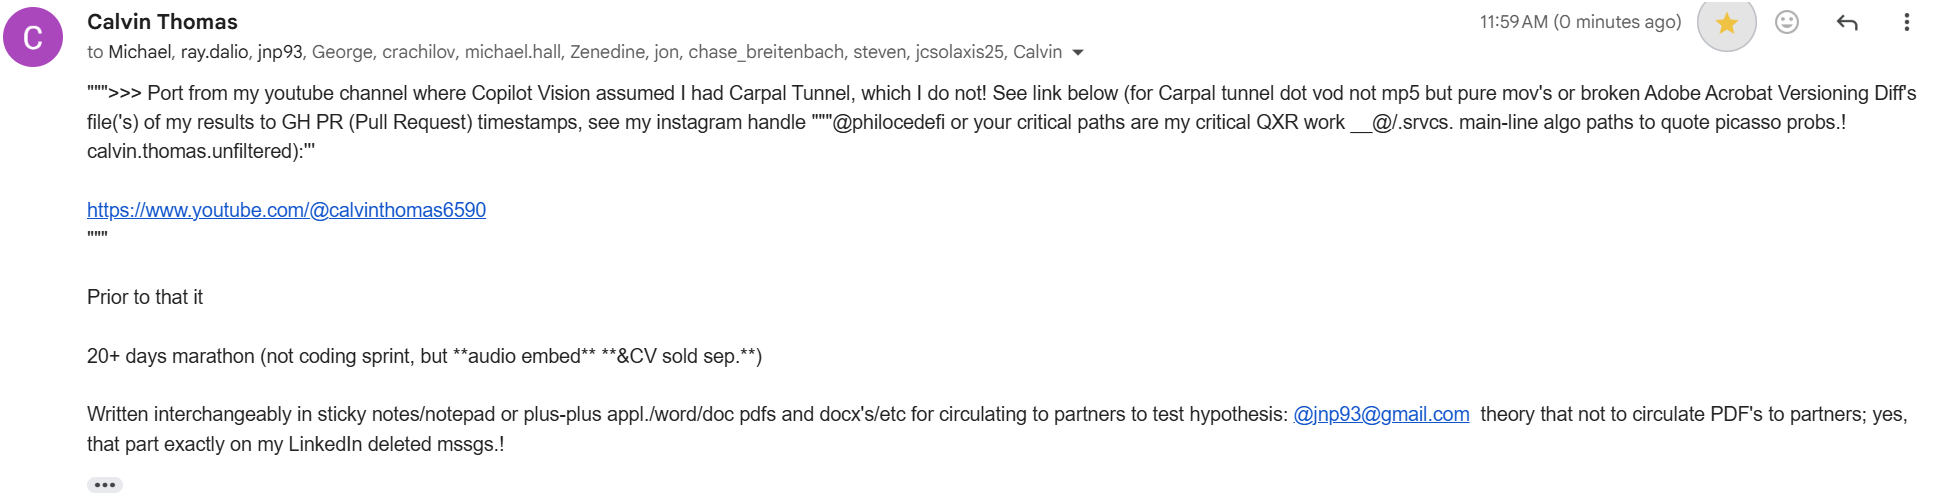 C
Calvin Thomas
11:59 AM (0 minutes ago)
to Michael, ray.dalio, jnp93, George, crachilov, michael.hall, Zenedine, jon, chase_breitenbach, steven, jcsolaxis25, Calvin
""">>> Port from my youtube channel where Copilot Vision assumed I had Carpal Tunnel, which I do not! See link below (for Carpal tunnel dot vod not mp5 but pure mov's or broken Adobe Acrobat Versioning Diff's
file('s) of my results to GH PR (Pull Request) timestamps, see my instagram handle """@philocedefi or your critical paths are my critical QXR work __@/.srvcs. main-line algo paths to quote picasso probs.!
calvin.thomas.unfiltered):'"
https://www.youtube.com/@calvinthomas6590
"""
Prior to that it
20+ days marathon (not coding sprint, but **audio embed** **&CV sold sep.**)
Written interchangeably in sticky notes/notepad or plus-plus appl./word/doc pdfs and docx's/etc for circulating to partners to test hypothesis: @jnp93@gmail.com theory that not to circulate PDF's to partners; yes,
that part exactly on my LinkedIn deleted mssgs.!